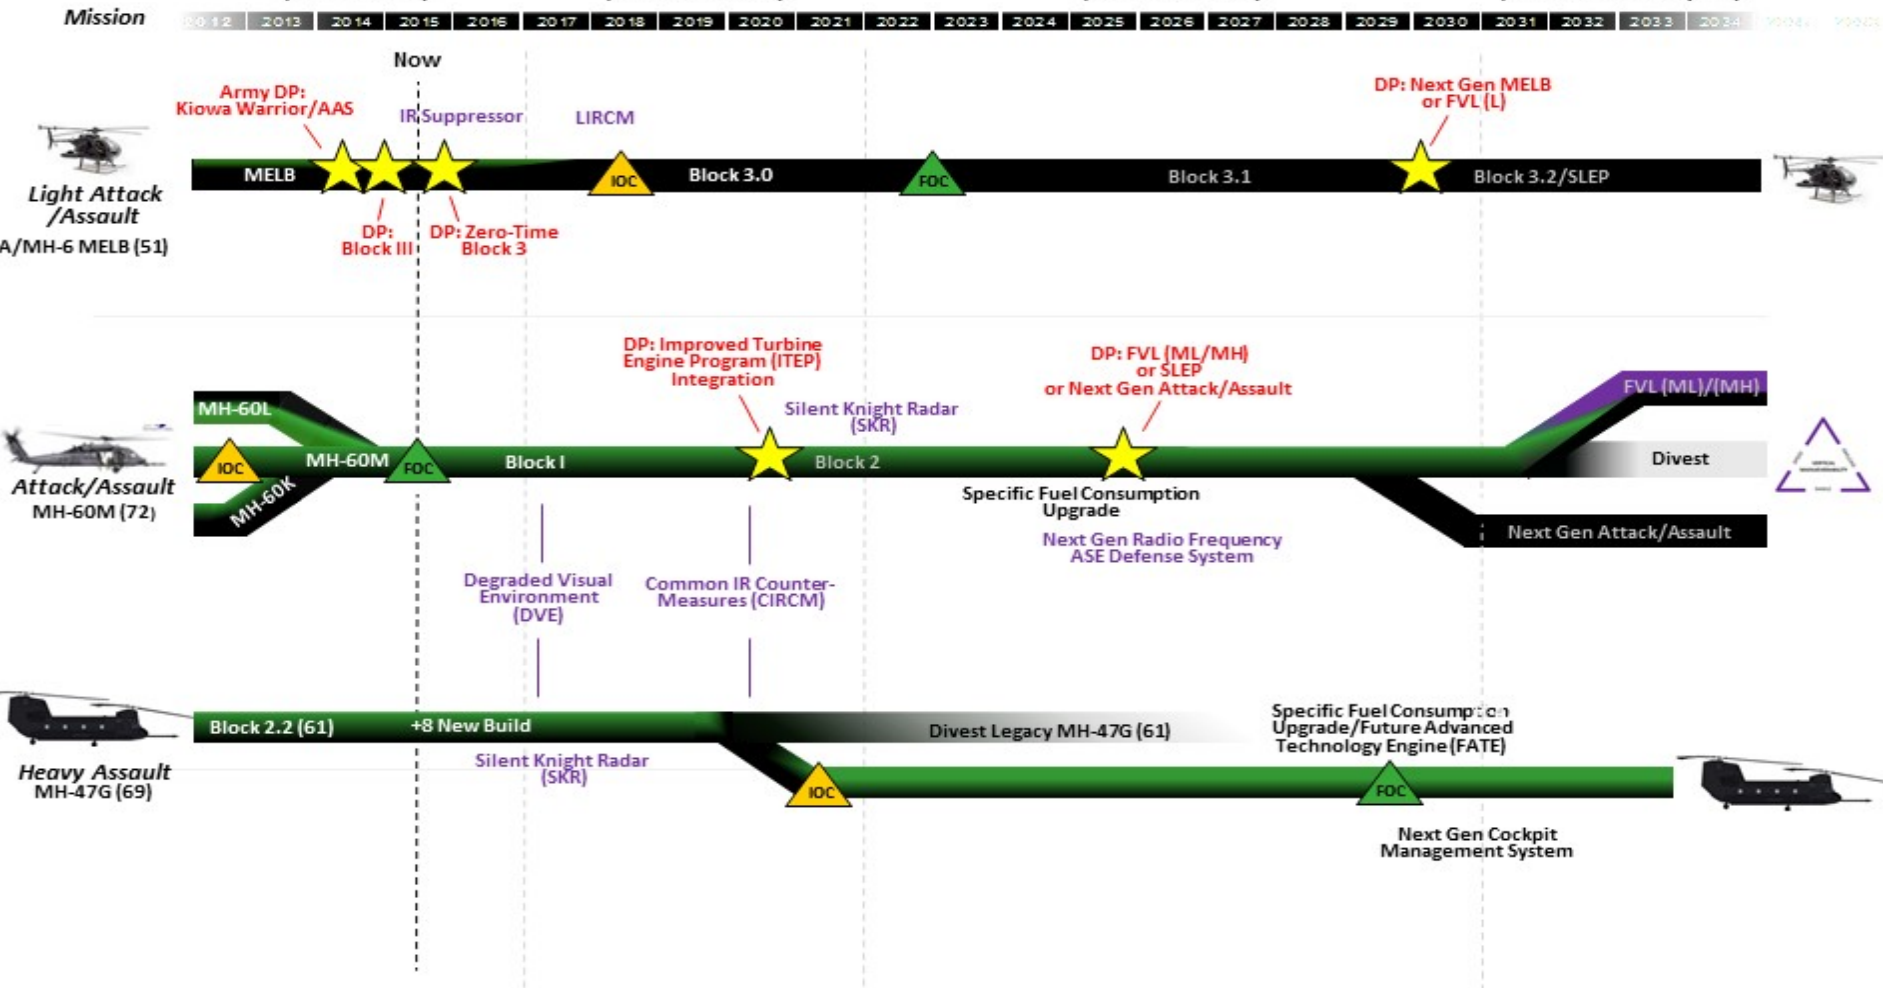 Mission
2012 2013 2014 2015 2016 2017 2018 2019 2020 2021 2022 2023 2024 2025 2026 2027 2028 2029 2030 2031 2032 2033 2034
Now
Army DP:
Kiowa Warrior/AAS
IR Suppressor
LIRCM
DP: Next Gen MELB
or FVL (L)
MELB
IOC
Block 3.0
FOC
Block 3.1
Block 3.2/SLEP
Light Attack
/Assault
A/MH-6 MELB (51)
DP:
Block III
DP: Zero-Time
Block 3
DP: Improved Turbine
Engine Program (ITEP)
Integration
DP: FVL (ML/MH)
or SLEP
or Next Gen Attack/Assault
Silent Knight Radar
(SKR)
FVL (ML)/(MH)
MH-60L
IOC
MH-60M
FOC
Block I
Block 2
Divest
MH-60K
Attack/Assault
MH-60M (72)
Specific Fuel Consumption
Upgrade
Next Gen Radio Frequency
ASE Defense System
Next Gen Attack/Assault
Degraded Visual
Environment
(DVE)
Common IR Counter-
Measures (CIRCM)
Block 2.2 (61)
+8 New Build
Divest Legacy MH-47G (61)
Specific Fuel Consumption
Upgrade/Future Advanced
Technology Engine (FATE)
Silent Knight Radar
(SKR)
Heavy Assault
MH-47G (69)
IOC
FOC
Next Gen Cockpit
Management System